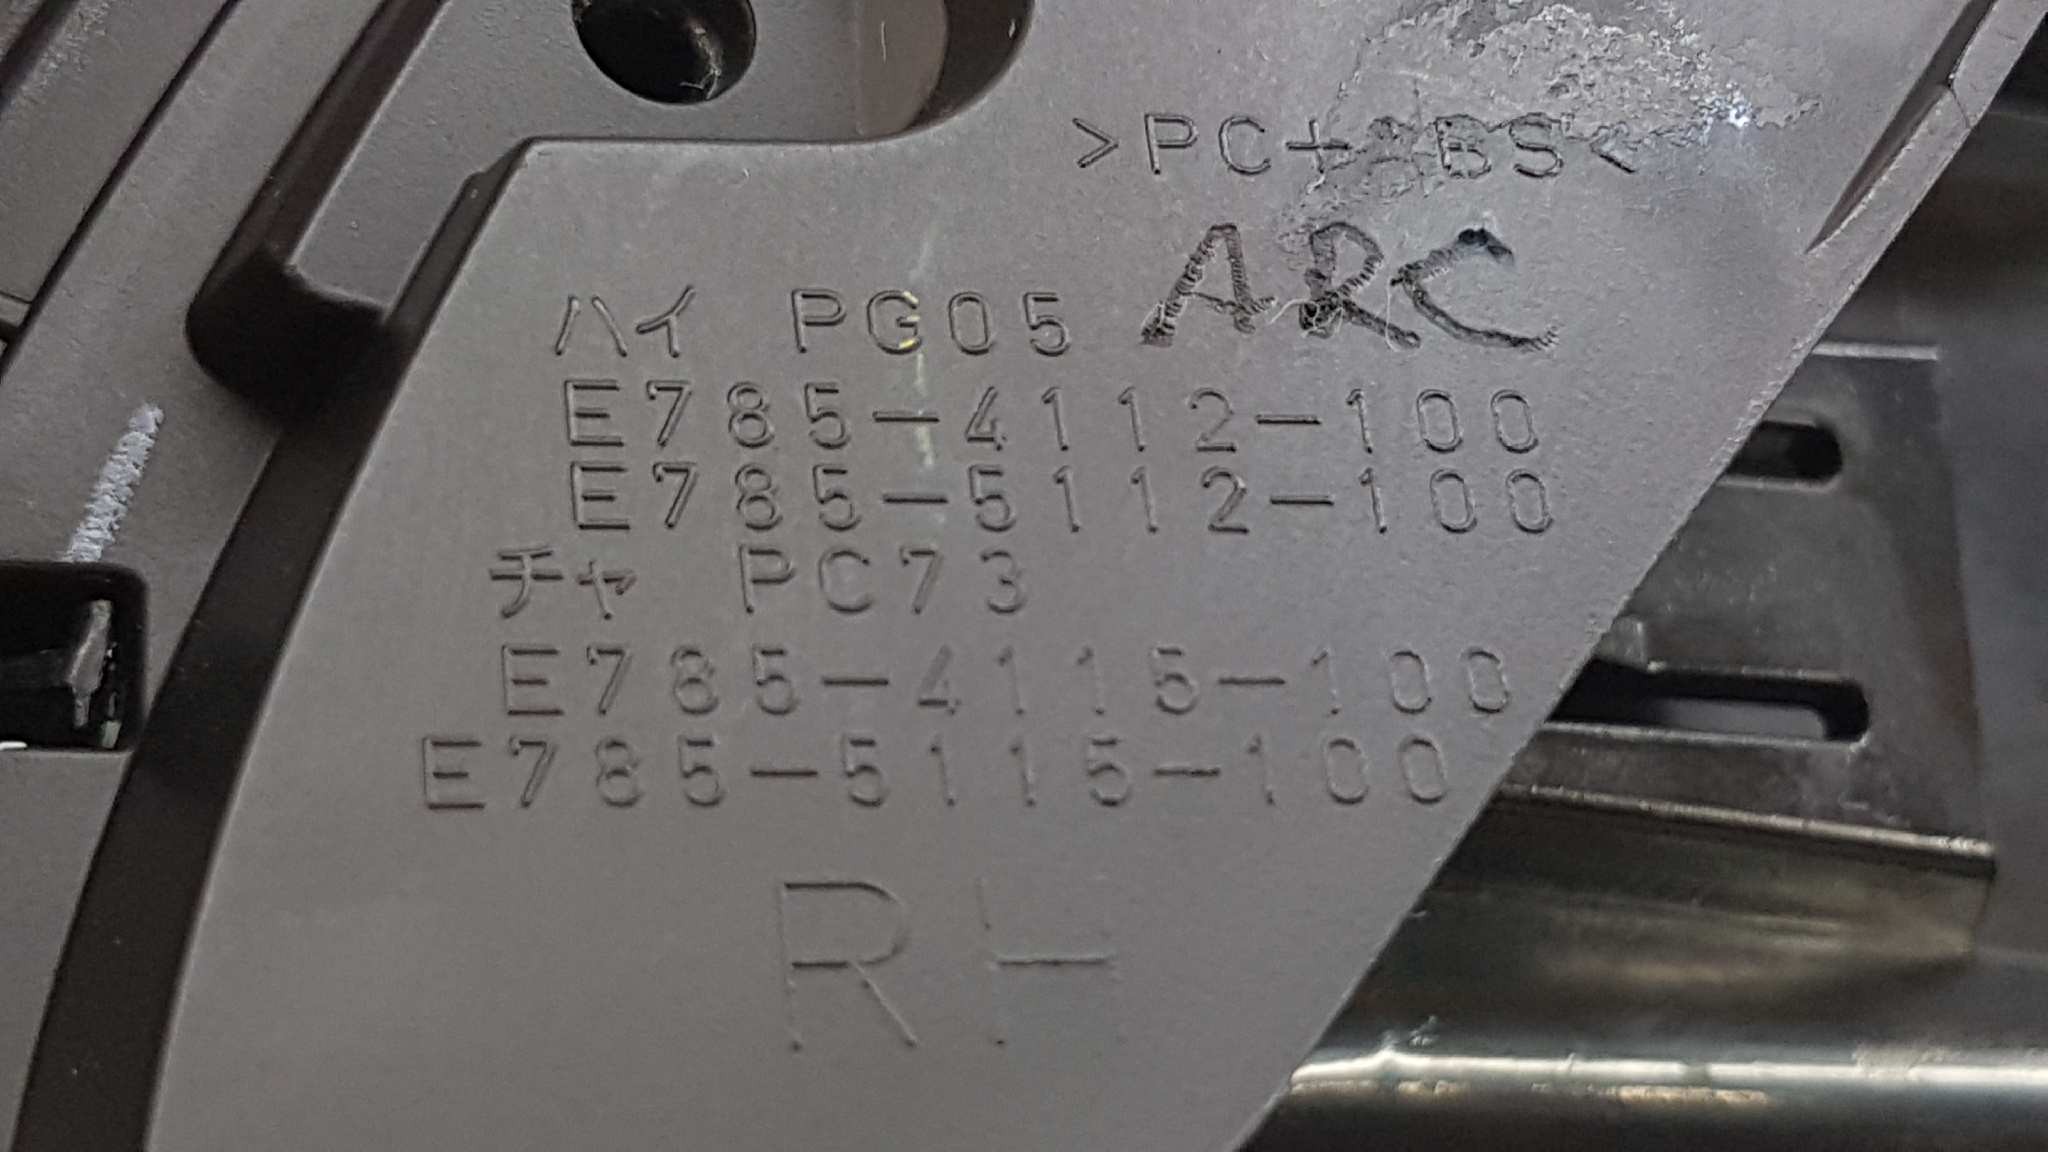 >PC+ABS<
ARC
ハイ PG05
E785-4112-100
E785-5112-100
チャ PC73
E785-4115-100
E785-5115-100
RH